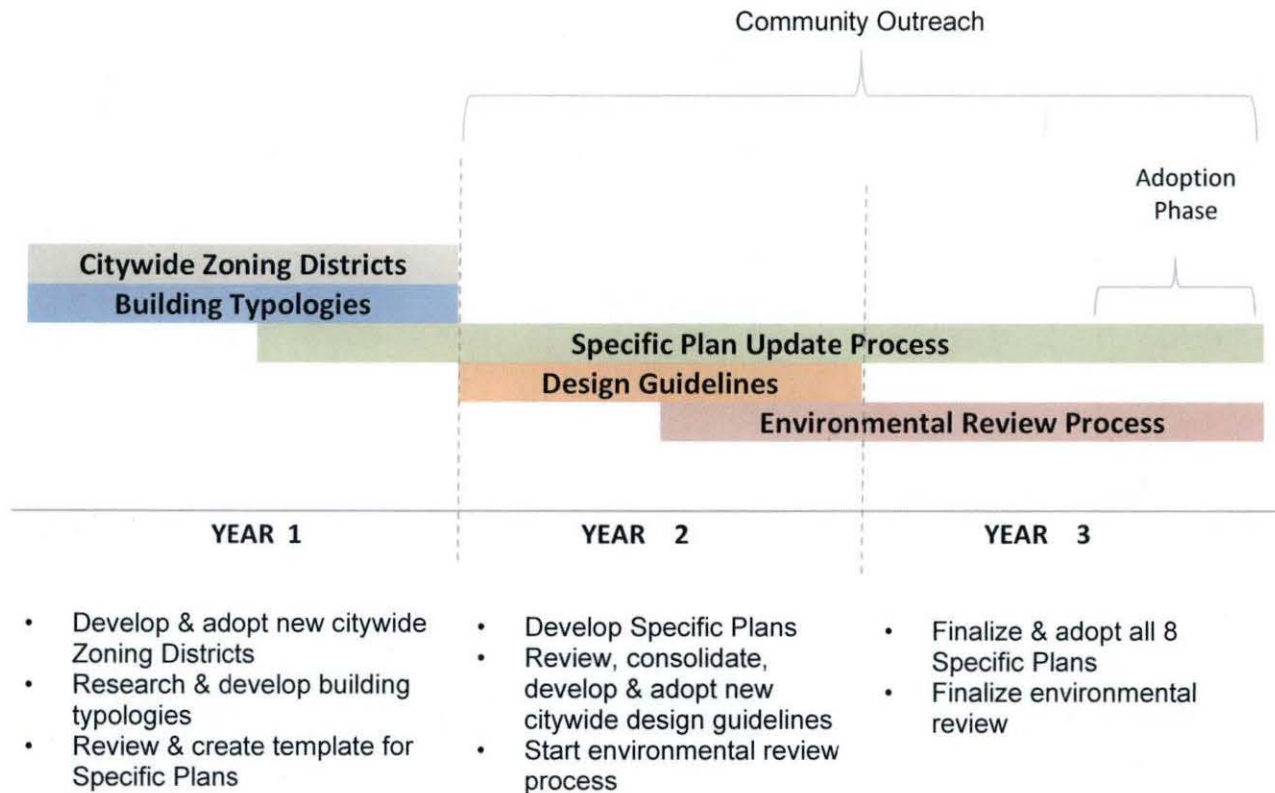 Community Outreach
Adoption
Phase
Citywide Zoning Districts
Building Typologies
Specific Plan Update Process
Design Guidelines
Environmental Review Process
YEAR 1
YEAR 2
YEAR 3
• Develop & adopt new citywide
Zoning Districts
• Research & develop building
typologies
• Review & create template for
Specific Plans
• Develop Specific Plans
• Review, consolidate,
develop & adopt new
citywide design guidelines
• Start environmental review
process
• Finalize & adopt all 8
Specific Plans
• Finalize environmental
review